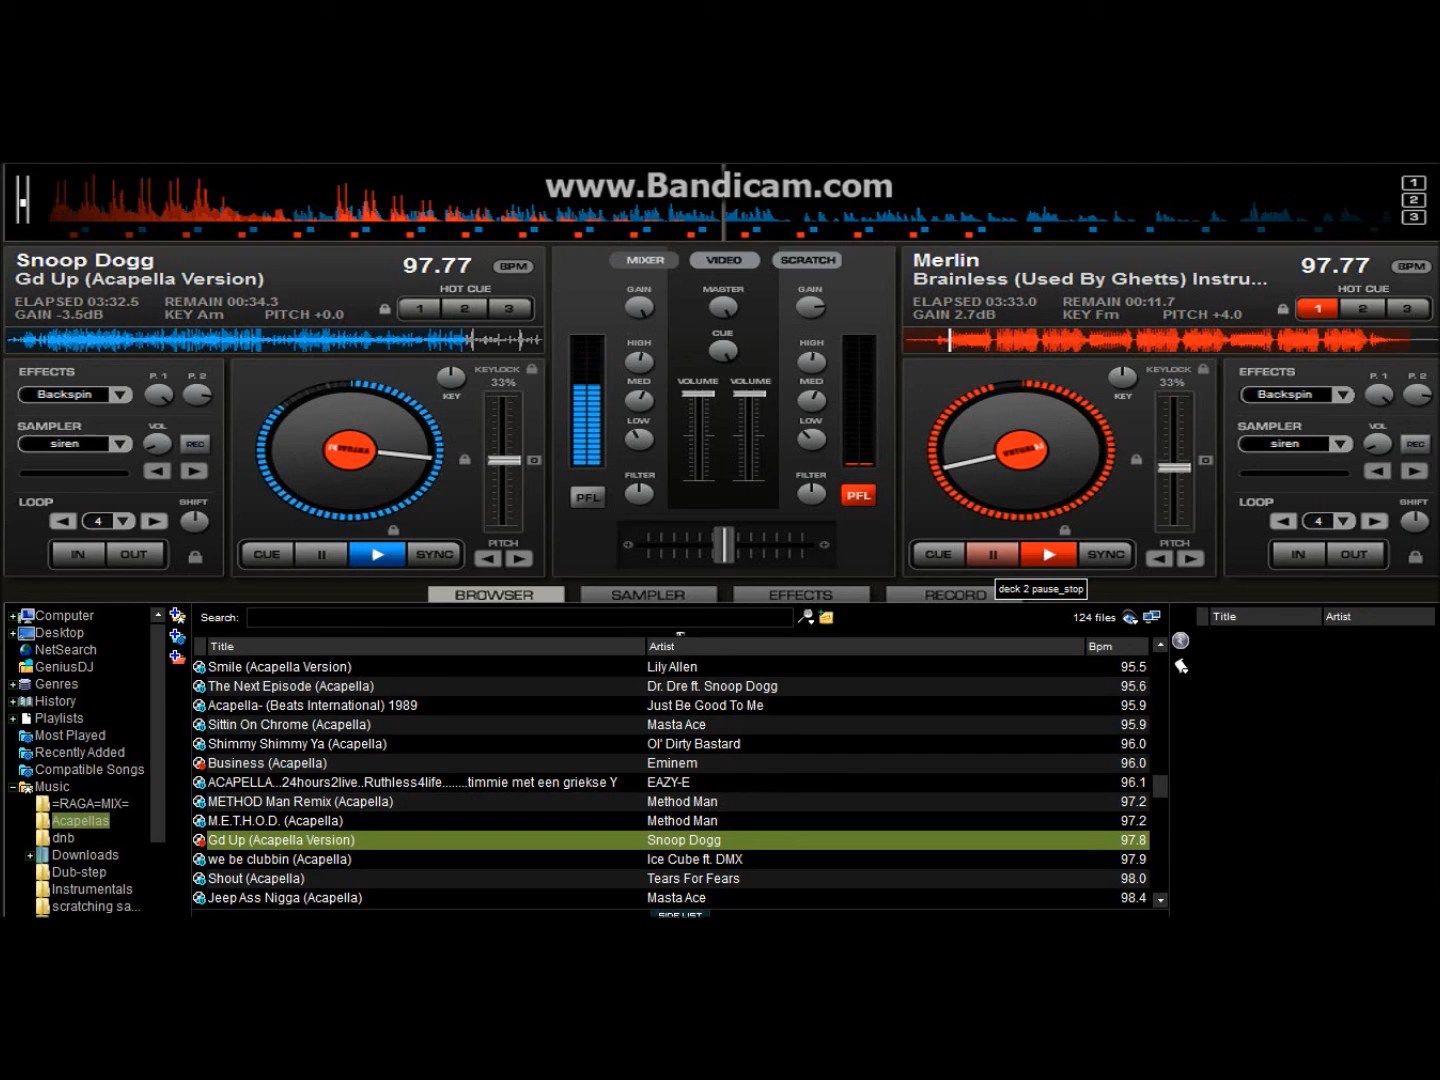 www.Bandicam.com
1
2
3
Snoop Dogg
Gd Up (Acapella Version)
97.77 BPM
HOT CUE
ELAPSED 03:32.5 REMAIN 00:34.3
GAIN -3.5dB KEY Am PITCH +0.0
1 2 3
MIXER VIDEO SCRATCH
Merlin
Brainless (Used By Ghetts) Instru...
97.77 BPM
HOT CUE
ELAPSED 03:33.0 REMAIN 00:11.7
GAIN 2.7dB KEY Fm PITCH +4.0
1 2 3
EFFECTS P. 1 P. 2
Backspin
SAMPLER VOL
siren REC
LOOP SHIFT
4
IN OUT
KEYLOCK
33%
KEY
CUE II SYNC
PITCH
GAIN MASTER GAIN
CUE
HIGH HIGH
MED VOLUME VOLUME MED
LOW LOW
FILTER FILTER
PFL PFL
KEYLOCK
33%
KEY
CUE II SYNC
PITCH
EFFECTS P. 1 P. 2
Backspin
SAMPLER VOL
siren REC
LOOP SHIFT
4
IN OUT
deck 2 pause_stop
BROWSER SAMPLER EFFECTS RECORD
Computer
Desktop
NetSearch
GeniusDJ
Genres
History
Playlists
Most Played
Recently Added
Compatible Songs
Music
=RAGA=MIX=
Acapellas
dnb
Downloads
Dub-step
Instrumentals
scratching sa...
Search: 124 files
Title Artist Bpm
Smile (Acapella Version) Lily Allen 95.5
The Next Episode (Acapella) Dr. Dre ft. Snoop Dogg 95.6
Acapella- (Beats International) 1989 Just Be Good To Me 95.9
Sittin On Chrome (Acapella) Masta Ace 95.9
Shimmy Shimmy Ya (Acapella) Ol' Dirty Bastard 96.0
Business (Acapella) Eminem 96.0
ACAPELLA...24hours2live..Ruthless4life........timmie met een griekse Y EAZY-E 96.1
METHOD Man Remix (Acapella) Method Man 97.2
M.E.T.H.O.D. (Acapella) Method Man 97.2
Gd Up (Acapella Version) Snoop Dogg 97.8
we be clubbin (Acapella) Ice Cube ft. DMX 97.9
Shout (Acapella) Tears For Fears 98.0
Jeep Ass Nigga (Acapella) Masta Ace 98.4
SIDE LIST
Title Artist